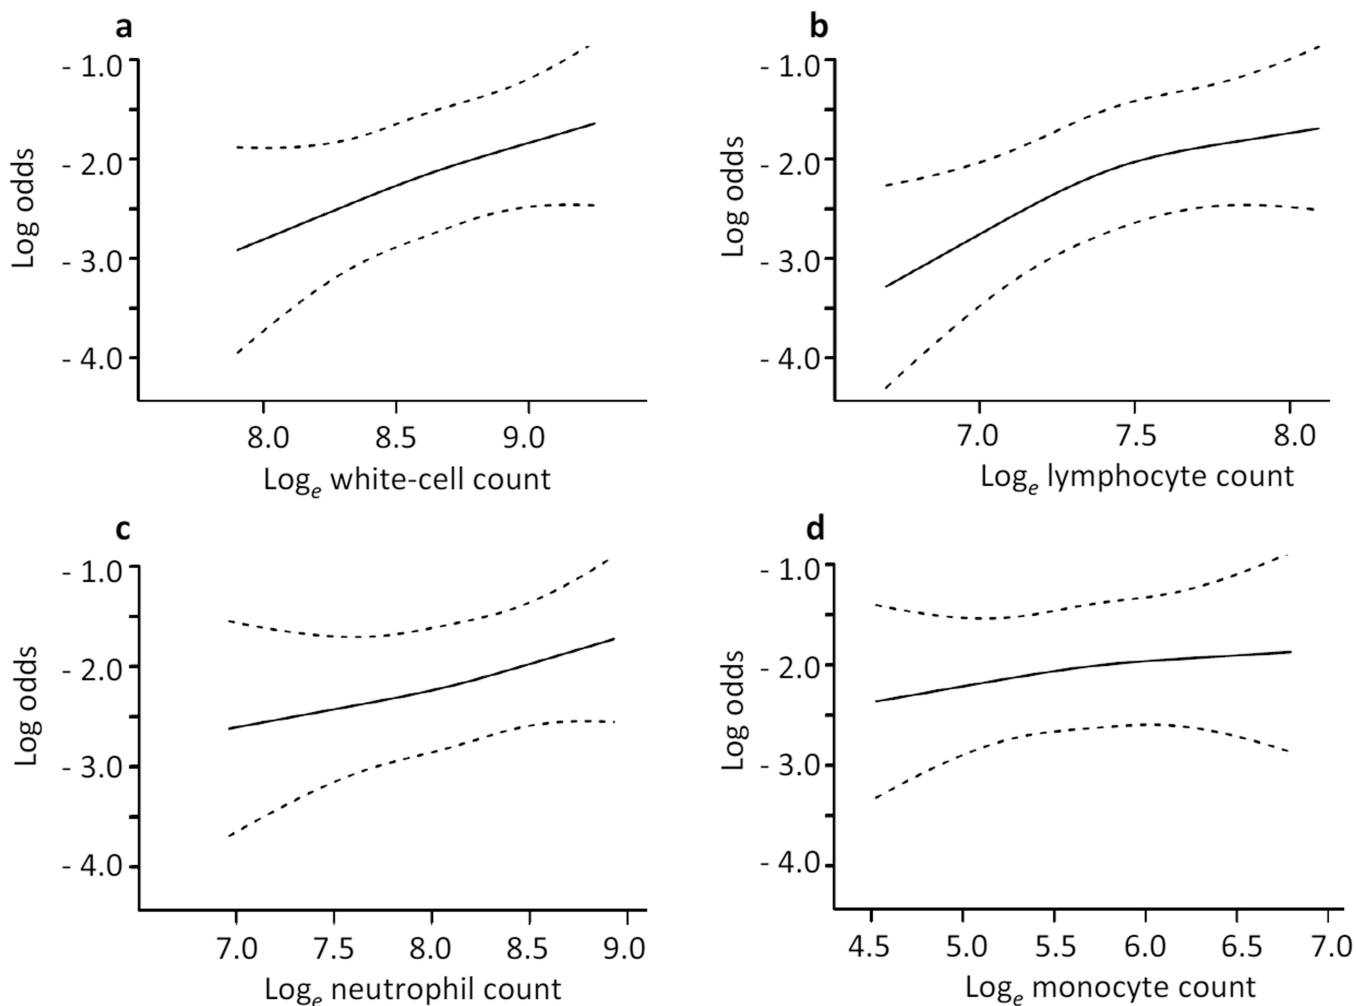 a
- 1.0
- 2.0
- 3.0
- 4.0
Log odds
8.0 8.5 9.0
Logₑ white-cell count
b
- 1.0
- 2.0
- 3.0
- 4.0
Log odds
7.0 7.5 8.0
Logₑ lymphocyte count
c
- 1.0
- 2.0
- 3.0
- 4.0
Log odds
7.0 7.5 8.0 8.5 9.0
Logₑ neutrophil count
d
- 1.0
- 2.0
- 3.0
- 4.0
Log odds
4.5 5.0 5.5 6.0 6.5 7.0
Logₑ monocyte count